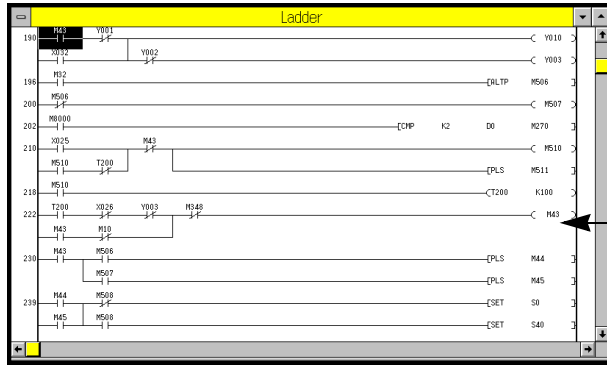 Ladder
M43 Y001
190 Y010
X032 Y002
Y003
M32
196 ALTP M506
M506
200 M507
M8000
202 CMP K2 D0 M270
X025 M43
210 M510
M510 T200
PLS M511
M510
218 T200 K100
T200 X026 Y003 M348
222 M43
M43 M10
M43 M506
230 PLS M44
M507
PLS M45
M44 M508
239 SET S0
M45 M508
SET S40